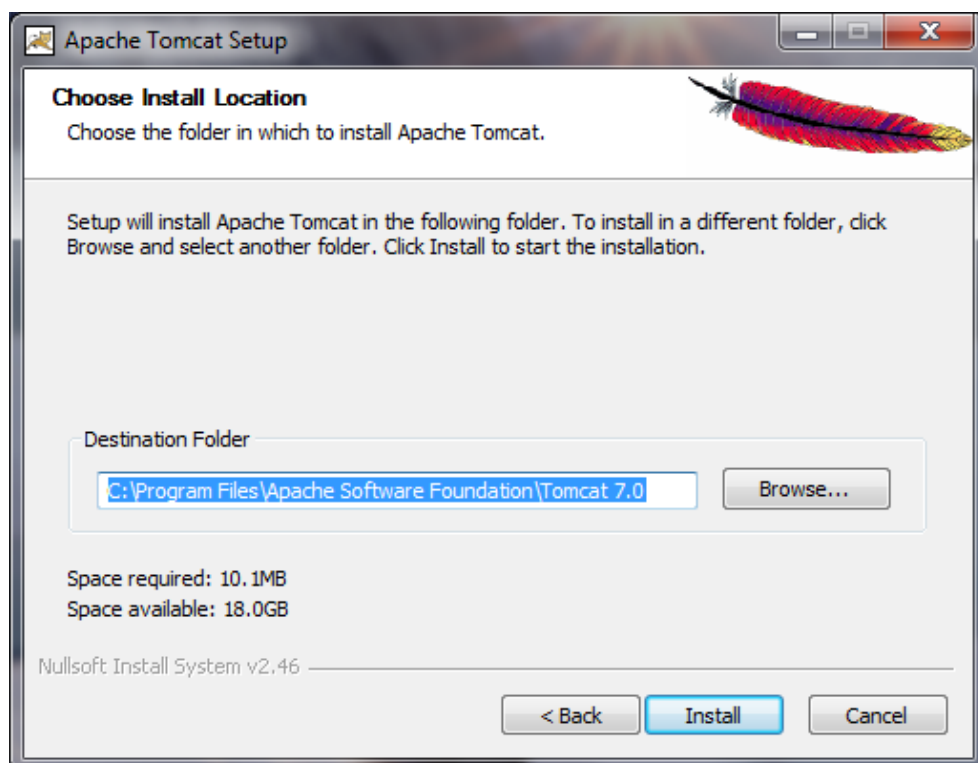 Apache Tomcat Setup
Choose Install Location
Choose the folder in which to install Apache Tomcat.
Setup will install Apache Tomcat in the following folder. To install in a different folder, click
Browse and select another folder. Click Install to start the installation.
Destination Folder
C:\Program Files\Apache Software Foundation\Tomcat 7.0
Browse...
Space required: 10.1MB
Space available: 18.0GB
Nullsoft Install System v2.46
< Back
Install
Cancel